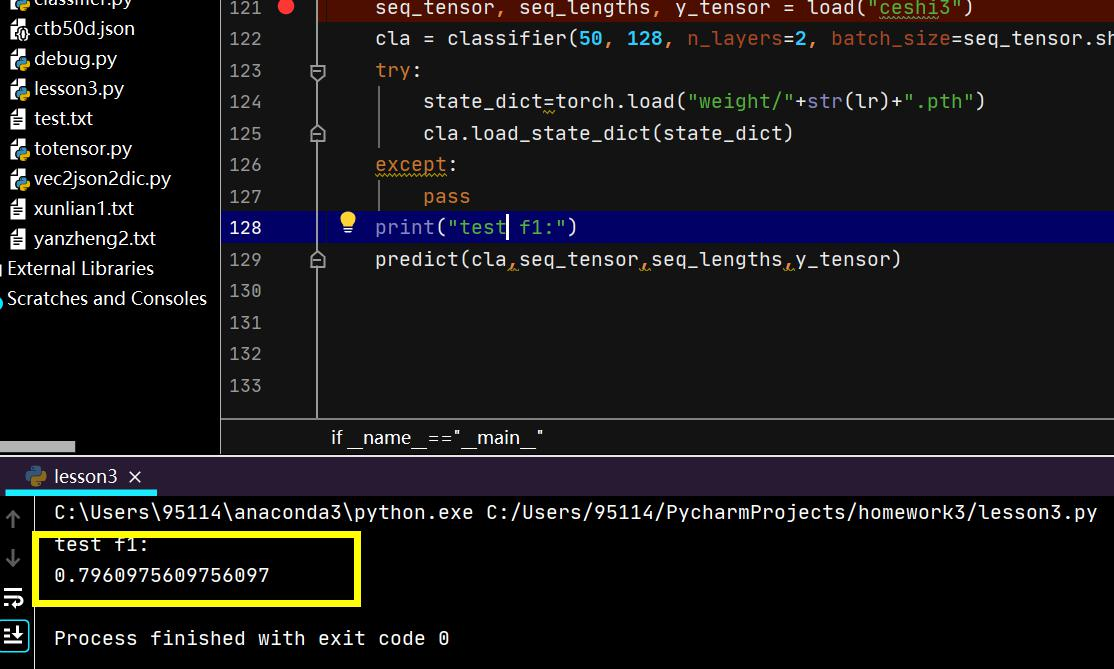 classifier.py
ctb50d.json
debug.py
lesson3.py
test.txt
totensor.py
vec2json2dic.py
xunlian1.txt
yanzheng2.txt
External Libraries
Scratches and Consoles
121 seq_tensor, seq_lengths, y_tensor = load("ceshi3")
122 cla = classifier(50, 128, n_layers=2, batch_size=seq_tensor.sh
123 try:
124 state_dict=torch.load("weight/"+str(lr)+".pth")
125 cla.load_state_dict(state_dict)
126 except:
127 pass
128 print("test f1:")
129 predict(cla,seq_tensor,seq_lengths,y_tensor)
130
131
132
133
if __name__=="__main__"
lesson3 ×
C:\Users\95114\anaconda3\python.exe C:/Users/95114/PycharmProjects/homework3/lesson3.py
test f1:
0.7960975609756097
Process finished with exit code 0